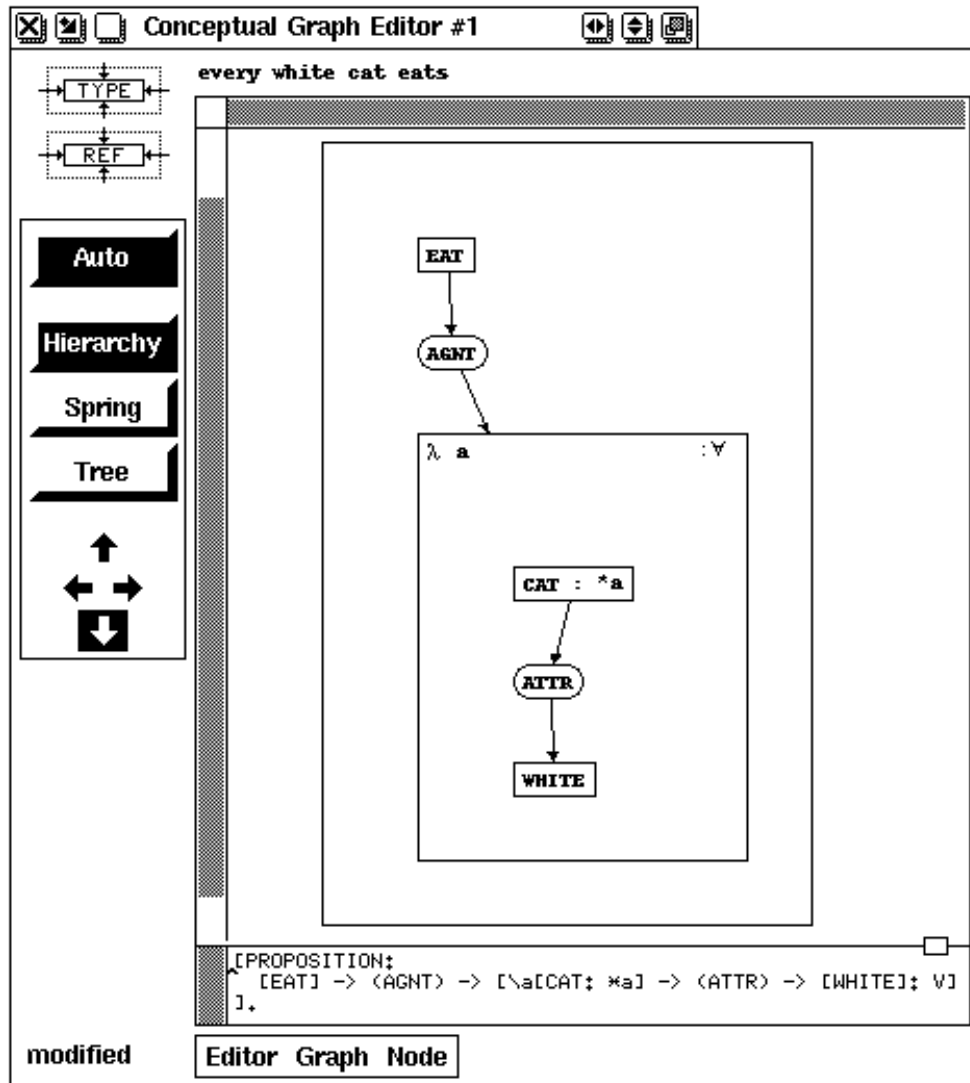 Conceptual Graph Editor #1
every white cat eats
TYPE
REF
Auto
Hierarchy
Spring
Tree
EAT
AGNT
λ a :∀
CAT : *a
ATTR
WHITE
[PROPOSITION:
[EAT] -> (AGNT) -> [\a[CAT: *a] -> (ATTR) -> [WHITE]: V]
].
modified
Editor Graph Node